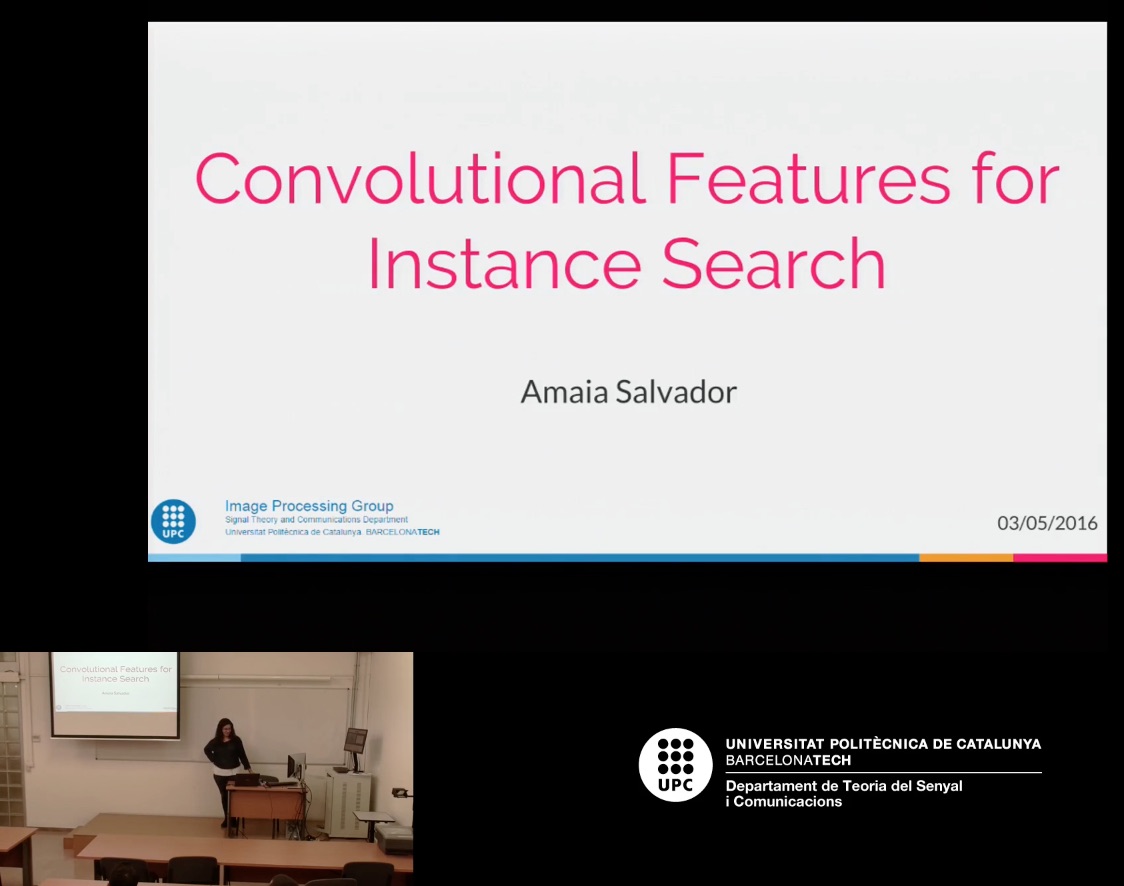 Convolutional Features for
Instance Search
Amaia Salvador
UPC
Image Processing Group
Signal Theory and Communications Department
Universitat Politècnica de Catalunya. BARCELONATECH
03/05/2016
Convolutional Features for
Instance Search
UPC
UNIVERSITAT POLITÈCNICA DE CATALUNYA
BARCELONATECH
Departament de Teoria del Senyal
i Comunicacions